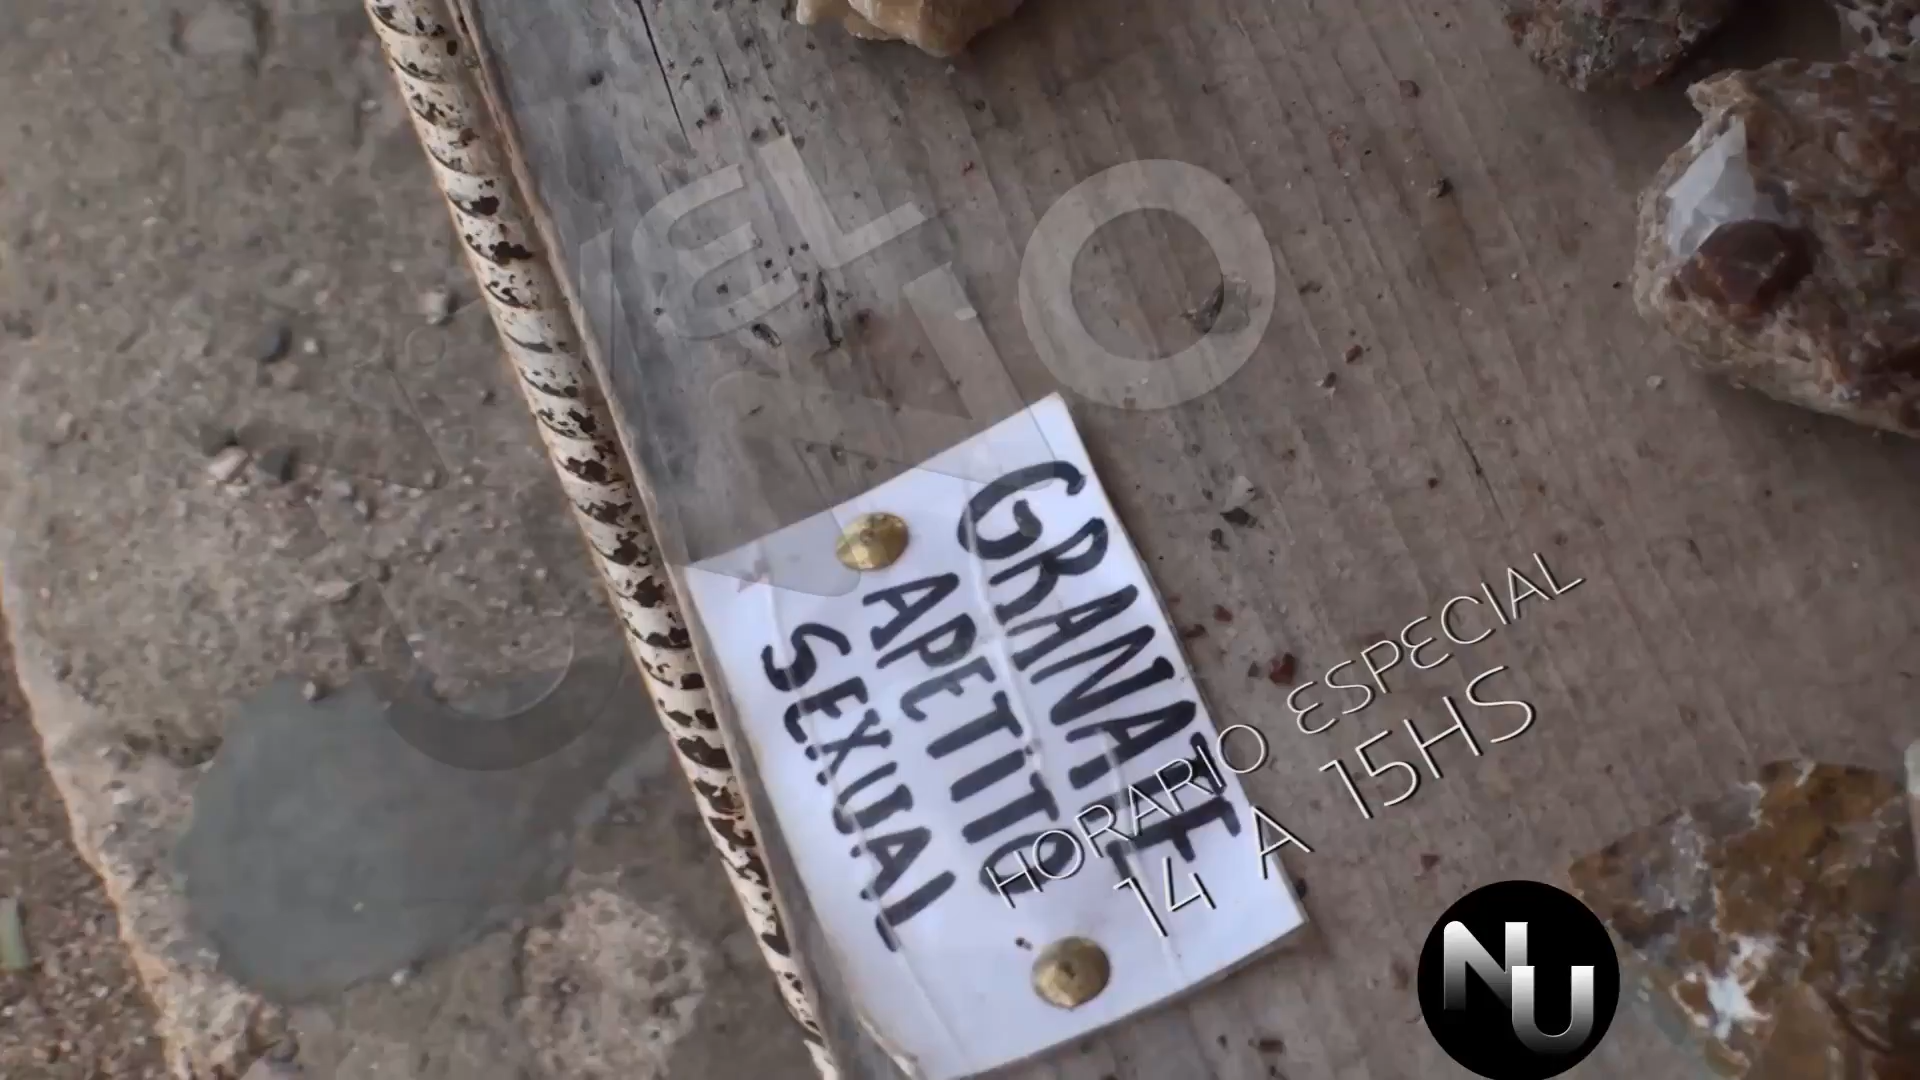 GRANATE
APETITO
SEXUAL
HORARIO ESPECIAL
14 A 15HS
NU